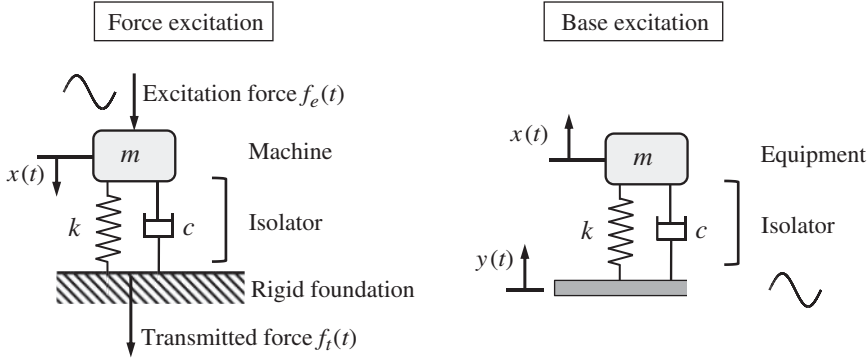 Force excitation
Excitation force f_e(t)
m
Machine
x(t)
k
c
Isolator
Rigid foundation
Transmitted force f_t(t)
Base excitation
x(t)
m
Equipment
k
c
Isolator
y(t)